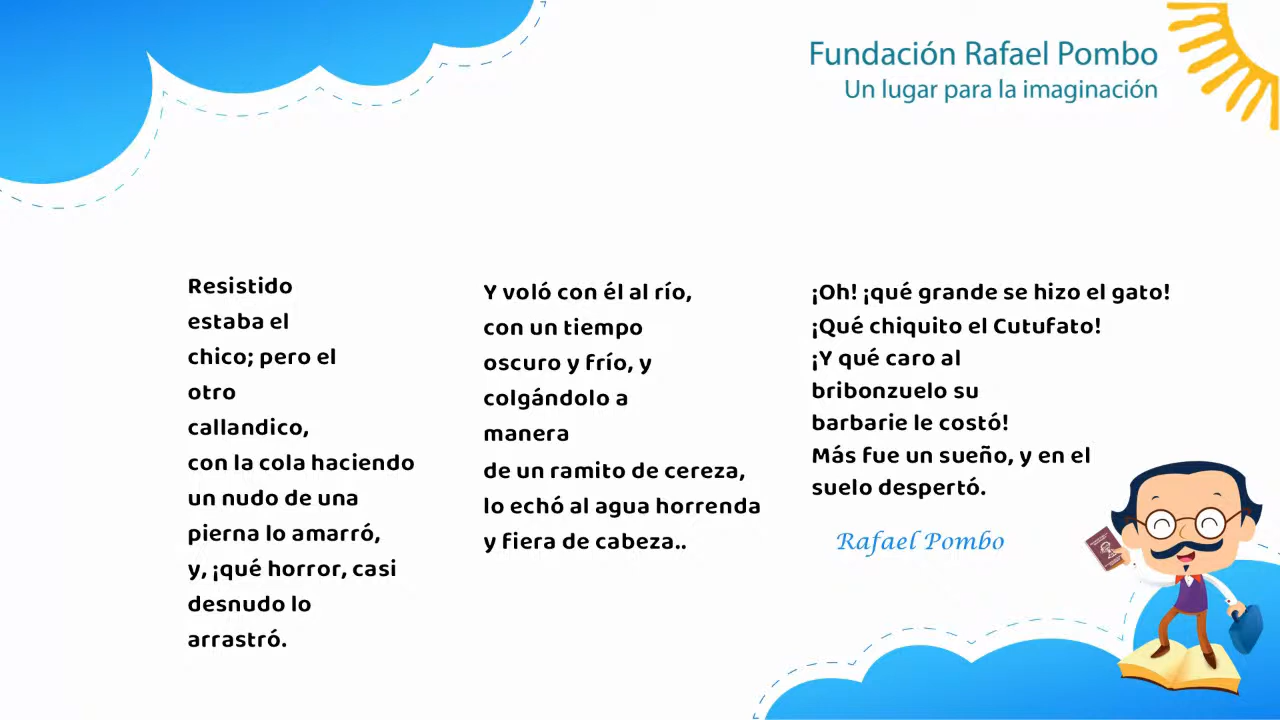 Fundación Rafael Pombo
Un lugar para la imaginación
Resistido
estaba el
chico; pero el
otro
callandico,
con la cola haciendo
un nudo de una
pierna lo amarró,
y, ¡qué horror, casi
desnudo lo
arrastró.
Y voló con él al río,
con un tiempo
oscuro y frío, y
colgándolo a
manera
de un ramito de cereza,
lo echó al agua horrenda
y fiera de cabeza..
¡Oh! ¡qué grande se hizo el gato!
¡Qué chiquito el Cutufato!
¡Y qué caro al
bribonzuelo su
barbarie le costó!
Más fue un sueño, y en el
suelo despertó.
Rafael Pombo